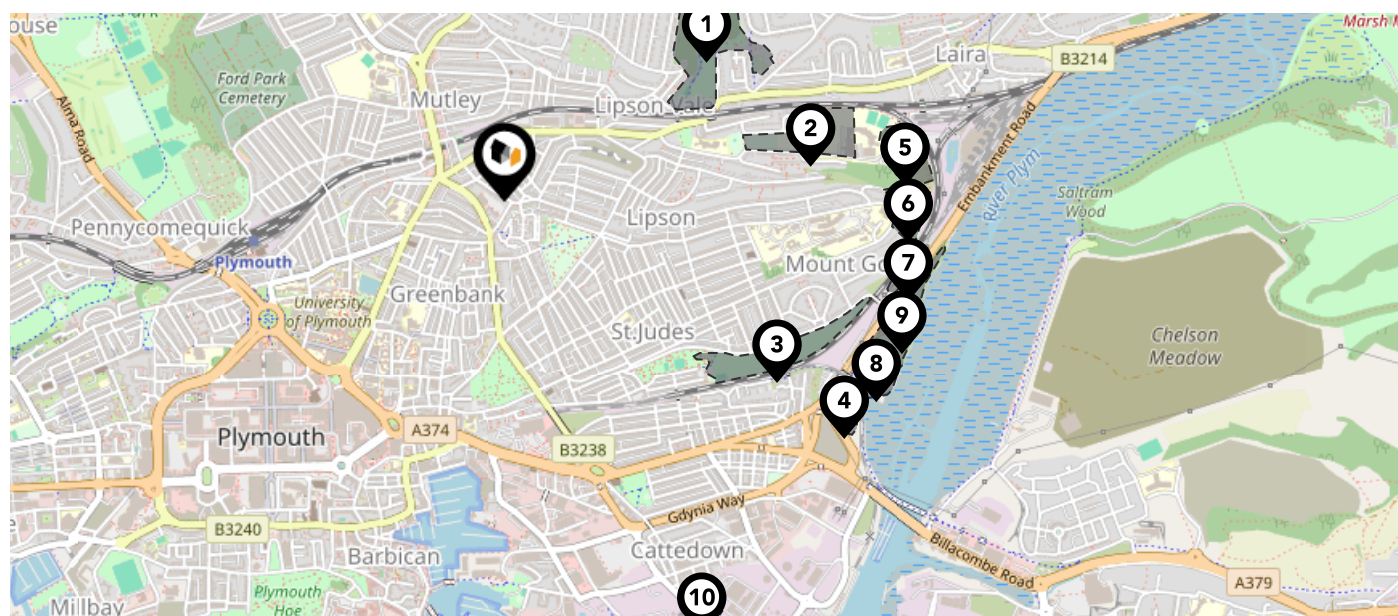 ouse
1
Marsh M
Laira
B3214
Ford Park
Cemetery
Mutley
Lipson Vale
Alma Road
2
5
Embankment Road
River Plym
6
Saltram
Wood
Lipson
Pennycomequick
Plymouth
7
Mount Go
University
of Plymouth
Greenbank
9
St.Judes
3
Chelson
Meadow
8
4
Plymouth
A374
B3238
Gdynia Way
B3240
Cattedown
Barbican
Billacombe Road
A379
10
Plymouth
Hoe
Millbay